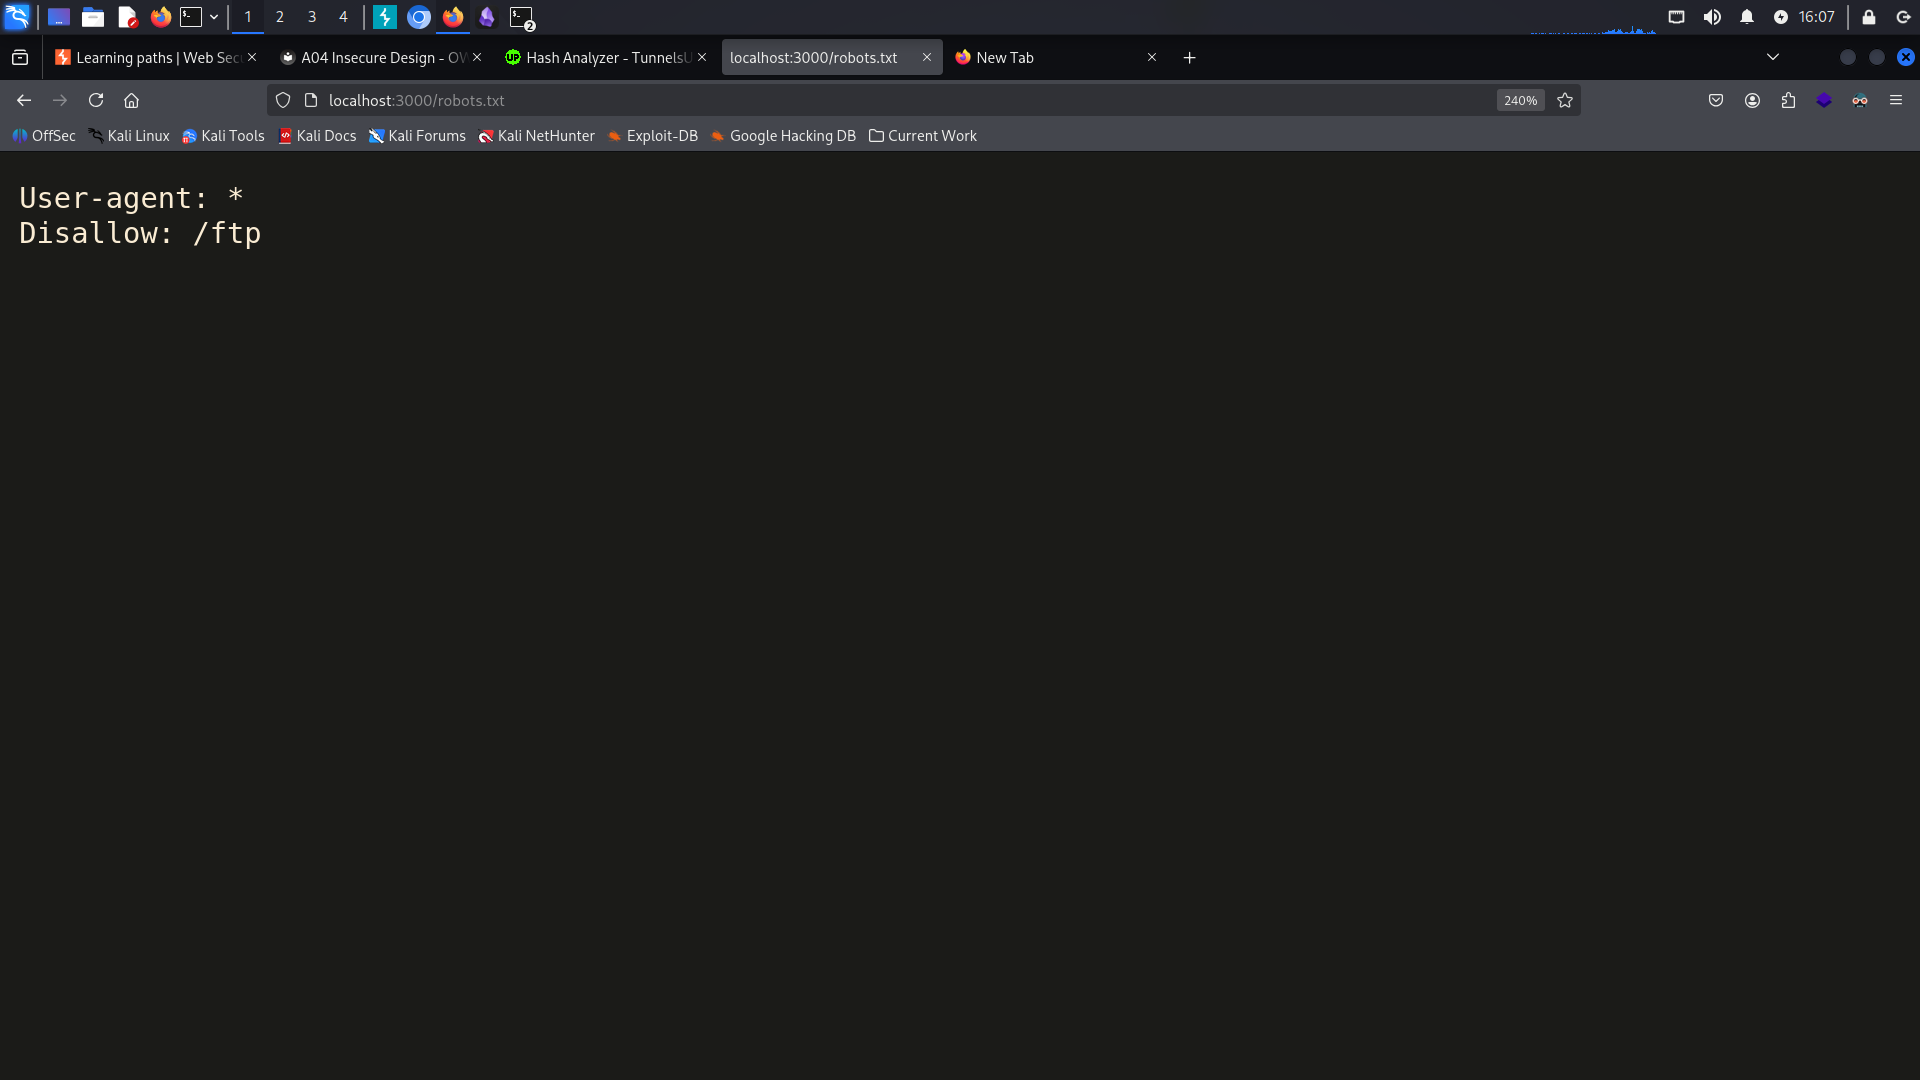 1 2 3 4 2 16:07
Learning paths | Web Sec A04 Insecure Design - OW Hash Analyzer - TunnelsU localhost:3000/robots.txt New Tab
localhost:3000/robots.txt 240%
OffSec Kali Linux Kali Tools Kali Docs Kali Forums Kali NetHunter Exploit-DB Google Hacking DB Current Work
User-agent: *
Disallow: /ftp